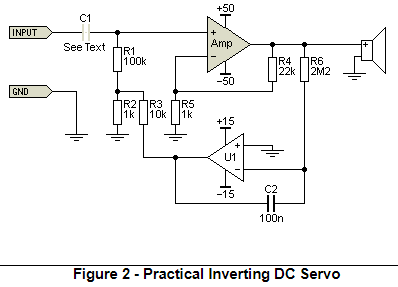 +50
C1
INPUT
See Text
+
Amp
R1
100k
−
−50
R4
22k
R6
2M2
+
GND
R2
1k
R3
10k
R5
1k
+15
+
U1
−
−15
C2
100n
Figure 2 - Practical Inverting DC Servo